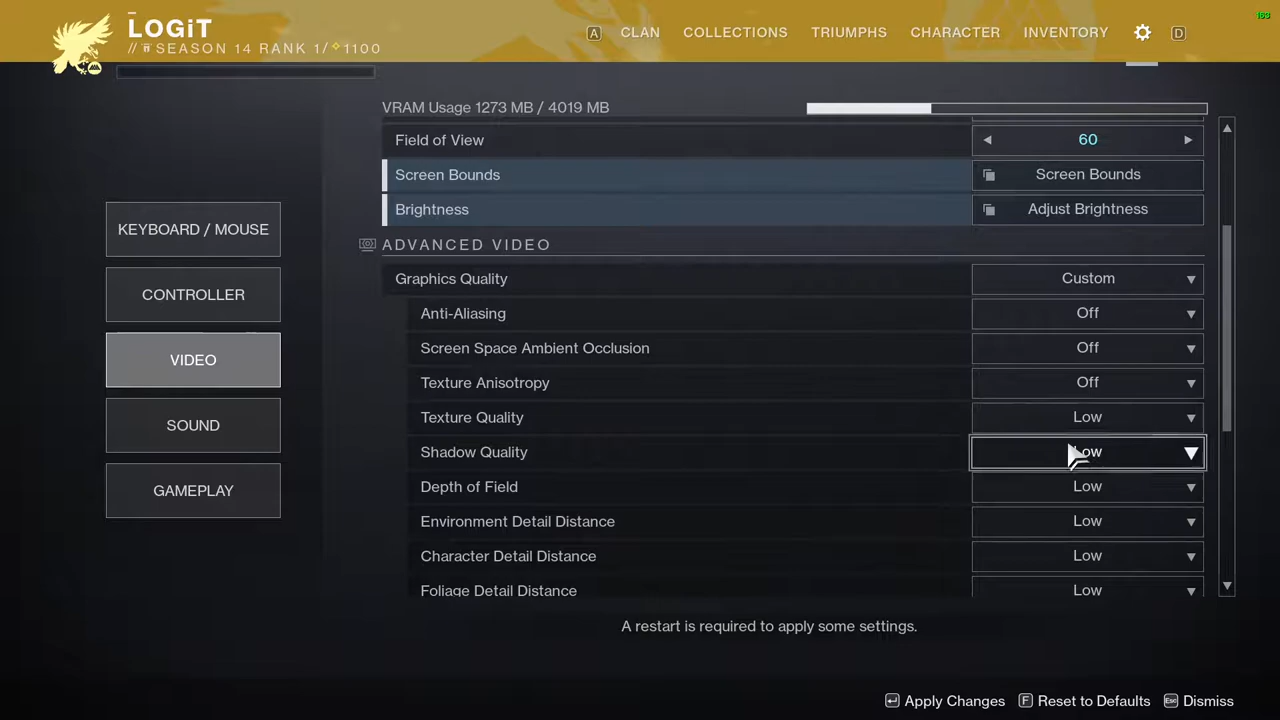 LOGiT
// SEASON 14 RANK 1/ 1100
A CLAN COLLECTIONS TRIUMPHS CHARACTER INVENTORY D
163
VRAM Usage 1273 MB / 4019 MB
Field of View 60
Screen Bounds Screen Bounds
Brightness Adjust Brightness
ADVANCED VIDEO
Graphics Quality Custom
Anti-Aliasing Off
Screen Space Ambient Occlusion Off
Texture Anisotropy Off
Texture Quality Low
Shadow Quality Low
Depth of Field Low
Environment Detail Distance Low
Character Detail Distance Low
Foliage Detail Distance Low
KEYBOARD / MOUSE
CONTROLLER
VIDEO
SOUND
GAMEPLAY
A restart is required to apply some settings.
Apply Changes F Reset to Defaults Esc Dismiss